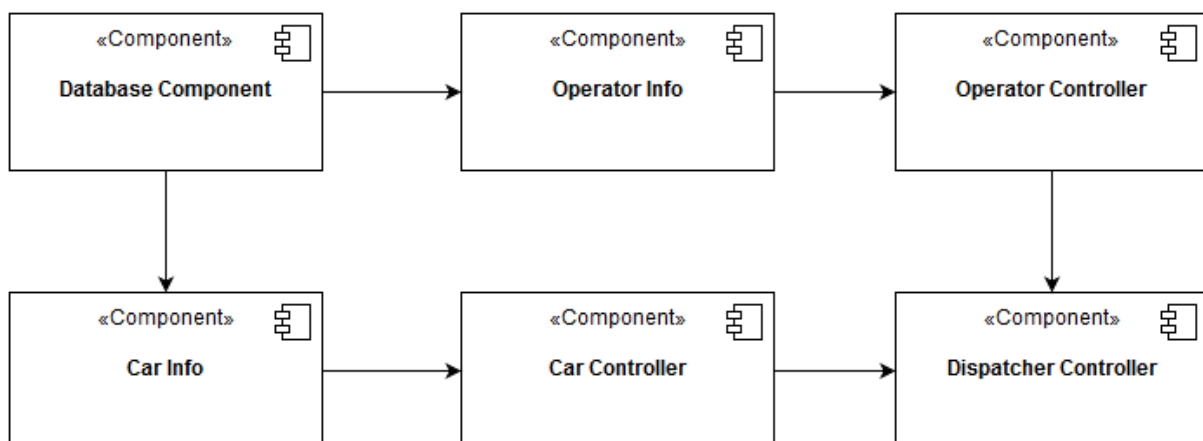 «Component»
Database Component
«Component»
Operator Info
«Component»
Operator Controller
«Component»
Car Info
«Component»
Car Controller
«Component»
Dispatcher Controller